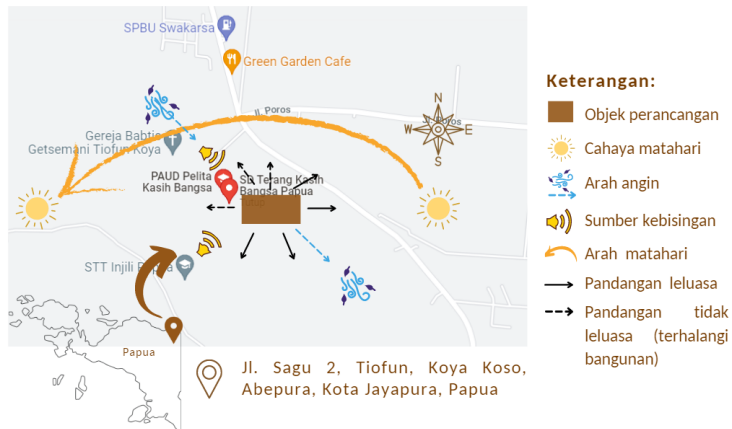 SPBU Swakarsa
Green Garden Cafe
Jl. Poros
Poros
Gereja Babtis
Getsemani Tiofun Koya
PAUD Pelita
Kasih Bangsa
SD Terang Kasih
Bangsa Papua
STT Injili
Papua
Jl. Sagu 2, Tiofun, Koya Koso,
Abepura, Kota Jayapura, Papua
N
W
E
S
Keterangan:
Objek perancangan
Cahaya matahari
Arah angin
Sumber kebisingan
Arah matahari
Pandangan leluasa
Pandangan tidak
leluasa (terhalangi
bangunan)